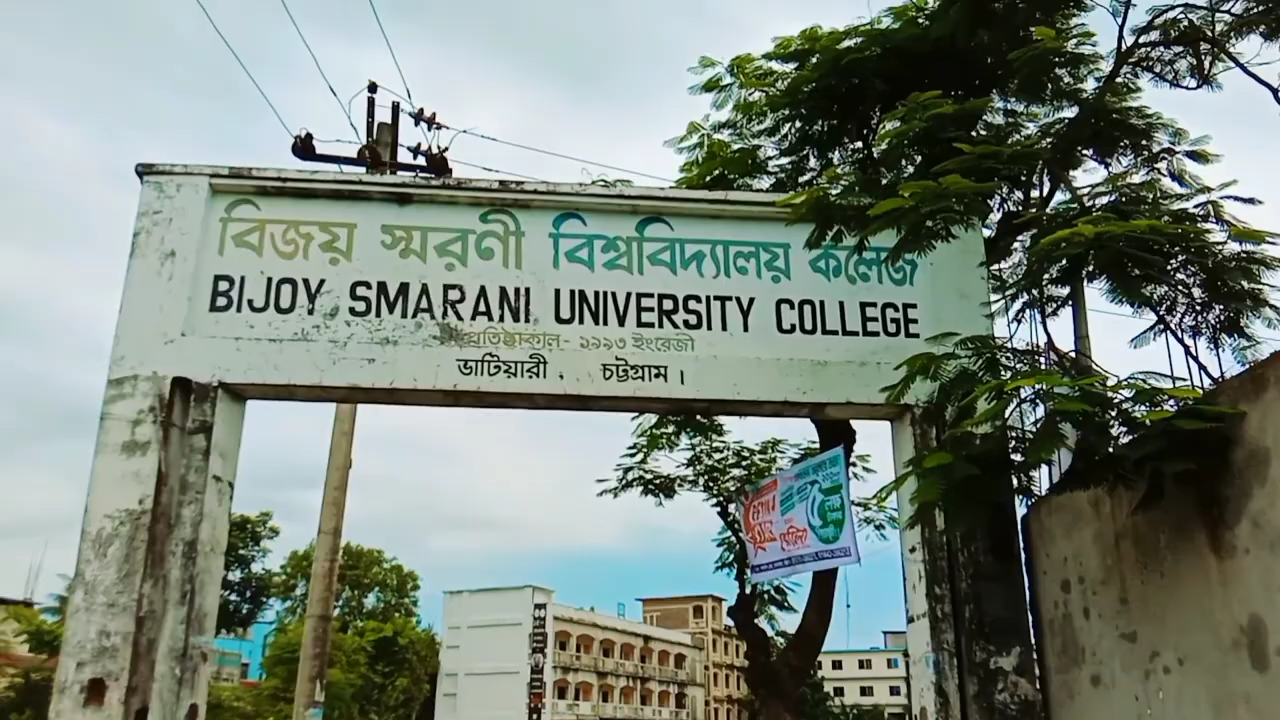 বিজয় স্মরণী বিশ্ববিদ্যালয় কলেজ
BIJOY SMARANI UNIVERSITY COLLEGE
প্রতিষ্ঠাকাল- ১৯৯৩ ইংরেজী
ভাটিয়ারী, চট্টগ্রাম।